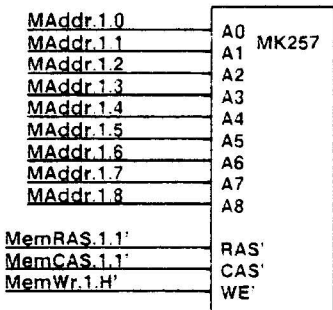 MAddr.1.0 A0
MAddr.1.1 A1 MK257
MAddr.1.2 A2
MAddr.1.3 A3
MAddr.1.4 A4
MAddr.1.5 A5
MAddr.1.6 A6
MAddr.1.7 A7
MAddr.1.8 A8
MemRAS.1.1' RAS'
MemCAS.1.1' CAS'
MemWr.1.H' WE'